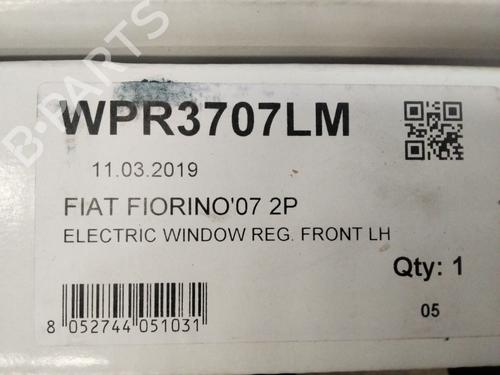 WPR3707LM
11.03.2019
FIAT FIORINO'07 2P
ELECTRIC WINDOW REG. FRONT LH
Qty: 1
8 052744 051031
05
B-PARTS